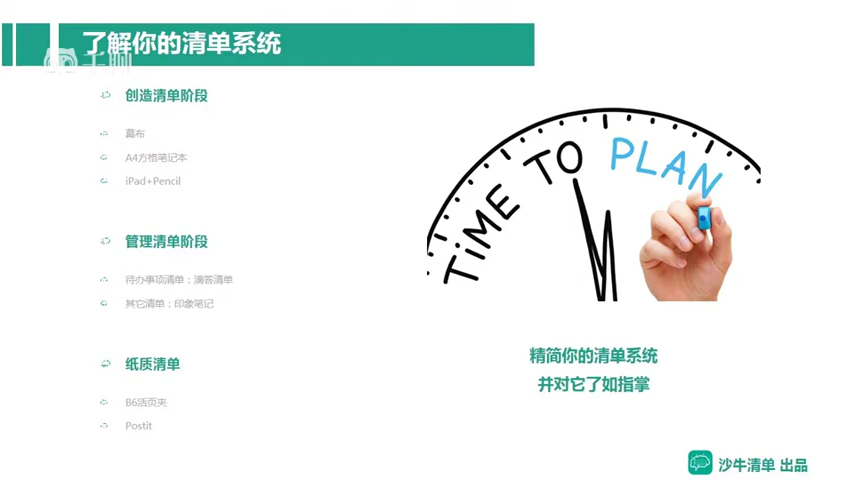 了解你的清单系统
千聊
创造清单阶段
幕布
A4方格笔记本
iPad+Pencil
管理清单阶段
待办事项清单：滴答清单
其它清单：印象笔记
纸质清单
B6活页夹
Postit
TiME TO PLAN
精简你的清单系统
并对它了如指掌
沙牛清单 出品